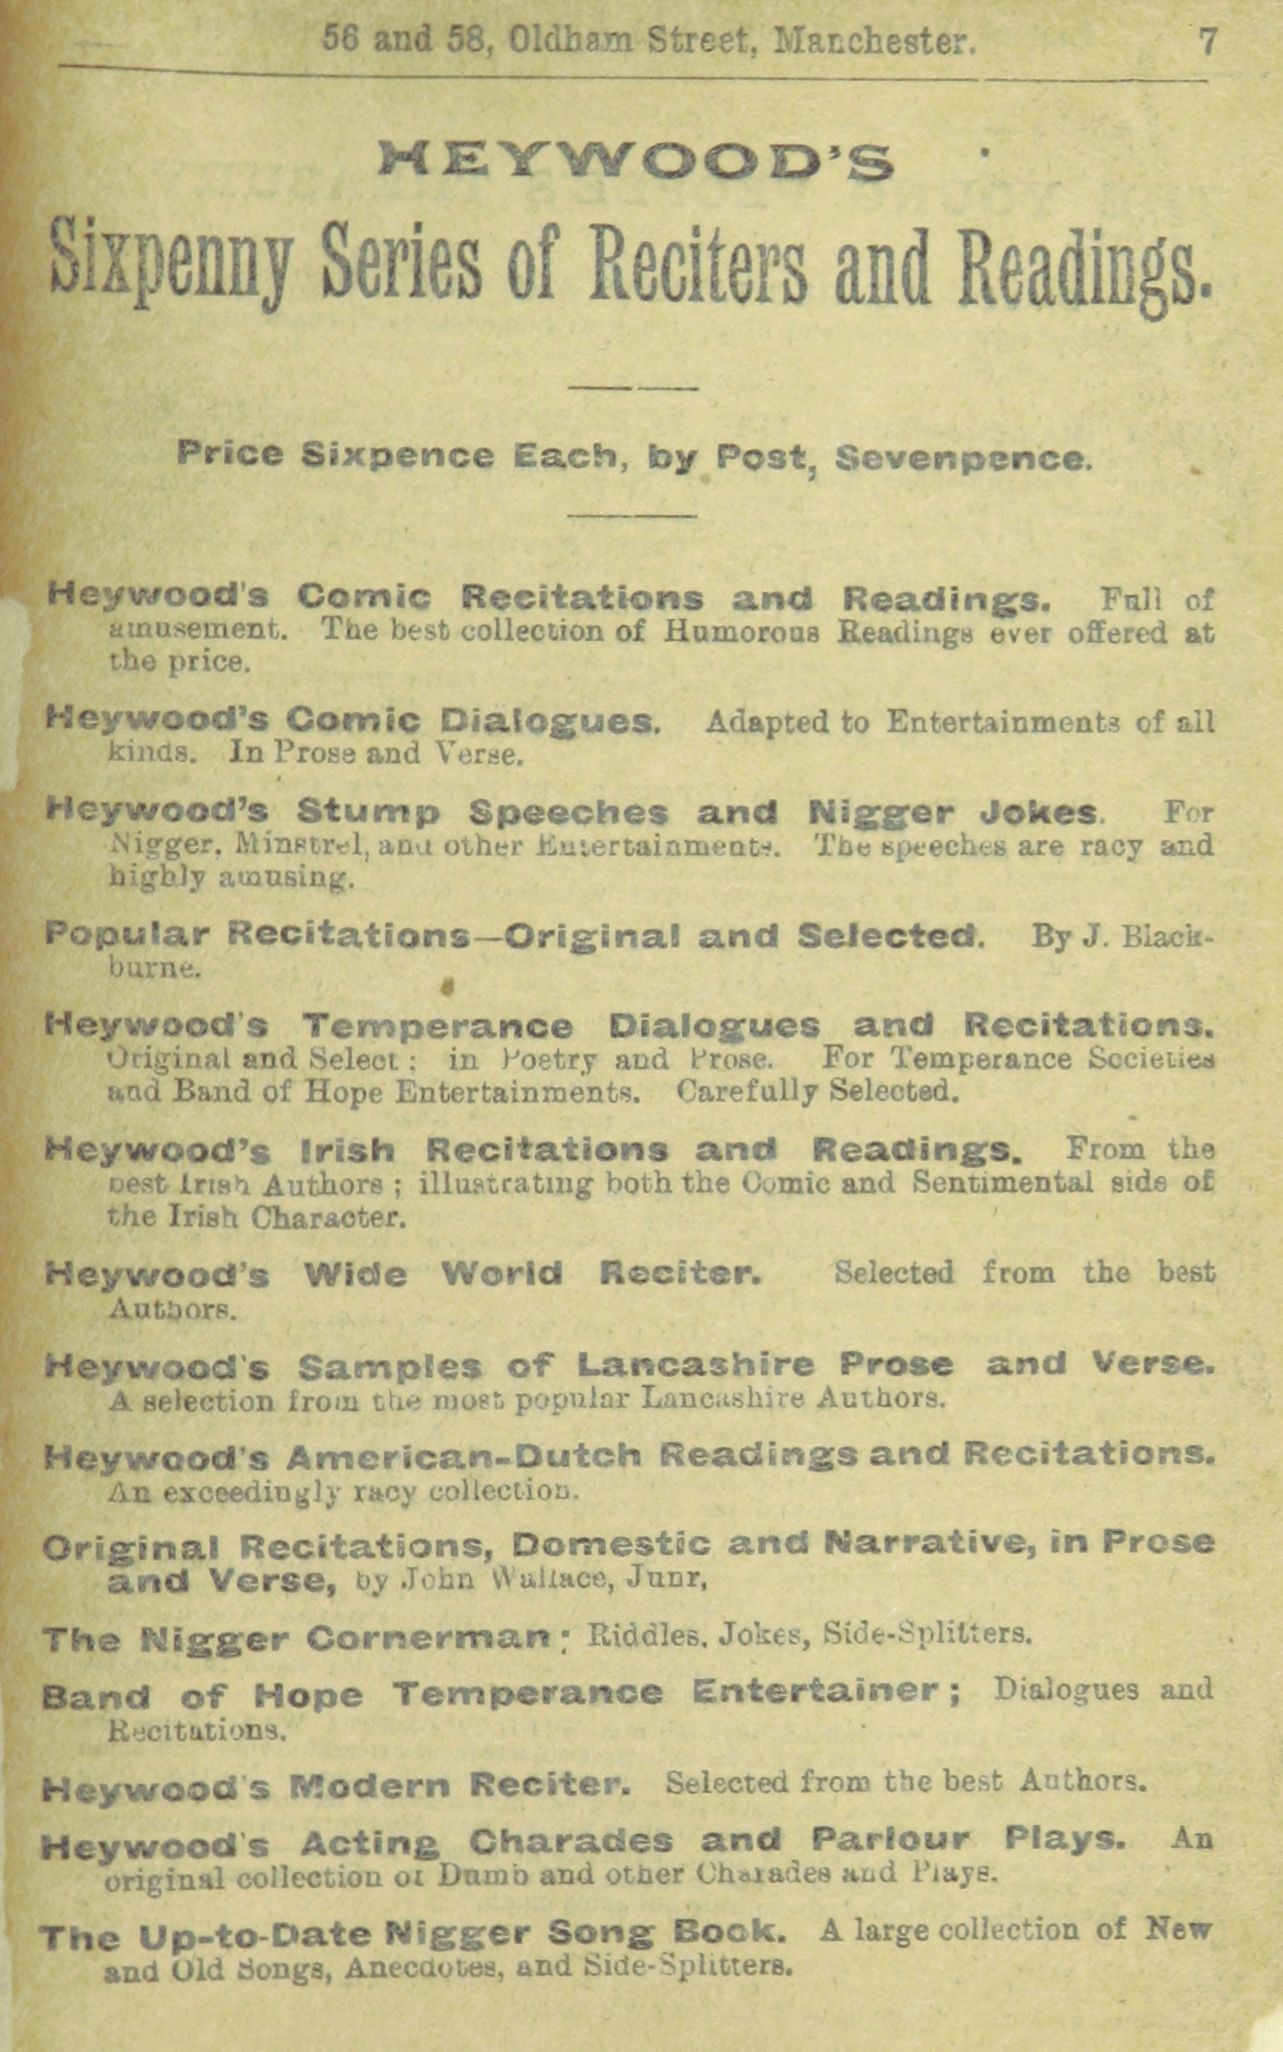 56 and 58, Oldham Street, Manchester. 7
HEYWOOD'S
Sixpenny Series of Reciters and Readings.
Price Sixpence Each, by Post, Sevenpence.
Heywood's Comic Recitations and Readings. Full of
amusement. The best collection of Humorous Readings ever offered at
the price.
Heywood's Comic Dialogues. Adapted to Entertainments of all
kinds. In Prose and Verse.
Heywood's Stump Speeches and Nigger Jokes. For
Nigger, Minstrel, and other Entertainments. The speeches are racy and
highly amusing.
Popular Recitations—Original and Selected. By J. Black-
burne.
Heywood's Temperance Dialogues and Recitations.
Original and Select; in Poetry and Prose. For Temperance Societies
and Band of Hope Entertainments. Carefully Selected.
Heywood's Irish Recitations and Readings. From the
best Irish Authors; illustrating both the Comic and Sentimental side of
the Irish Character.
Heywood's Wide World Reciter. Selected from the best
Authors.
Heywood's Samples of Lancashire Prose and Verse.
A selection from the most popular Lancashire Authors.
Heywood's American-Dutch Readings and Recitations.
An exceedingly racy collection.
Original Recitations, Domestic and Narrative, in Prose
and Verse, by John Wallace, Junr,
The Nigger Cornerman; Riddles, Jokes, Side-Splitters.
Band of Hope Temperance Entertainer; Dialogues and
Recitations.
Heywood's Modern Reciter. Selected from the best Authors.
Heywood's Acting Charades and Parlour Plays. An
original collection of Dumb and other Charades and Plays.
The Up-to-Date Nigger Song Book. A large collection of New
and Old Songs, Anecdotes, and Side-Splitters.